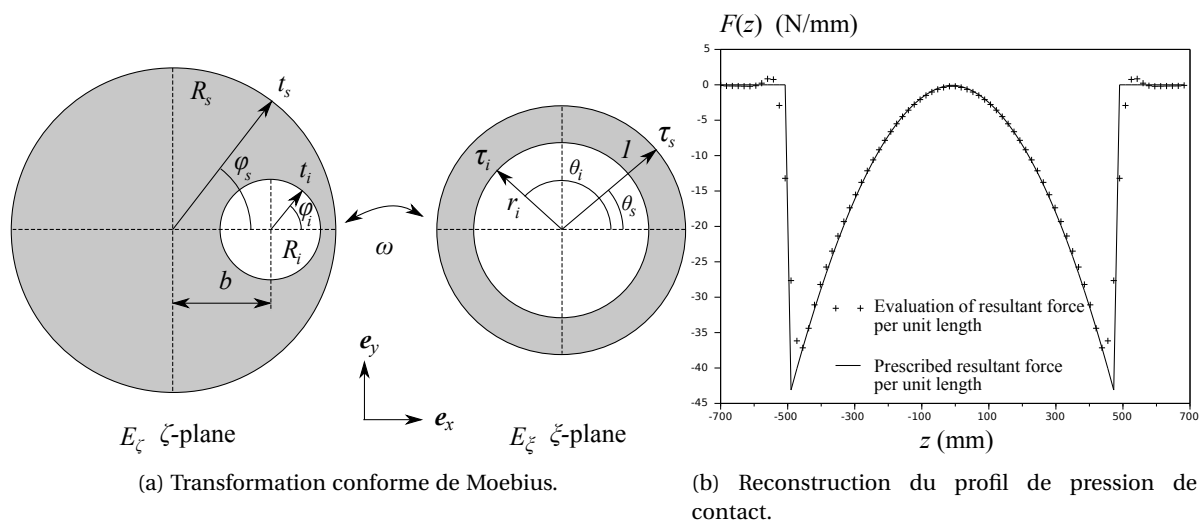 R_s
t_s
φ_s
t_i
φ_i
R_i
b
ω
τ_i
τ_s
1
r_i
θ_i
θ_s
e_y
e_x
E_ζ ζ-plane
E_ξ ξ-plane
(a) Transformation conforme de Moebius.
F(z) (N/mm)
5
0
-5
-10
-15
-20
-25
-30
-35
-40
-45
+ + Evaluation of resultant force
per unit length
Prescribed resultant force
per unit length
-700 -500 -300 -100 100 300 500 700
z (mm)
(b) Reconstruction du profil de pression de
contact.